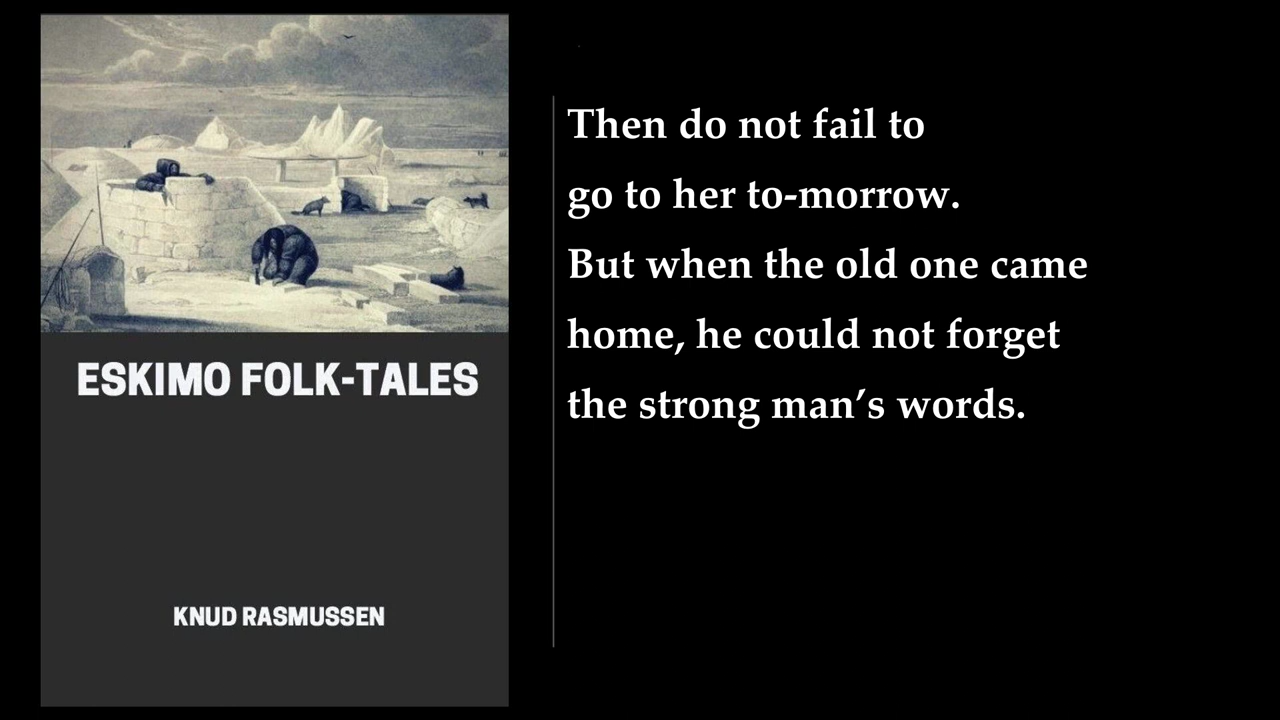 ESKIMO FOLK-TALES
KNUD RASMUSSEN
Then do not fail to
go to her to-morrow.
But when the old one came
home, he could not forget
the strong man’s words.